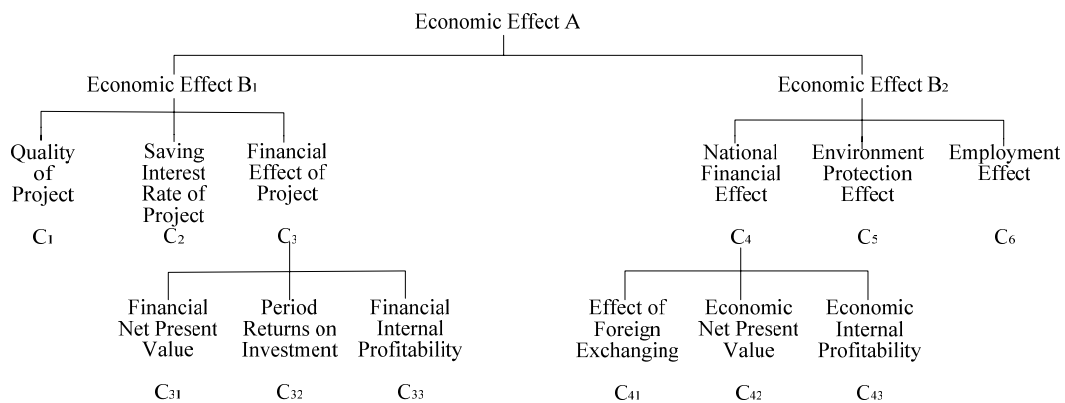 Economic Effect A
Economic Effect B1
Economic Effect B2
Quality
of
Project
C1
Saving
Interest
Rate of
Project
C2
Financial
Effect of
Project
C3
National
Financial
Effect
C4
Environment
Protection
Effect
C5
Employment
Effect
C6
Financial
Net Present
Value
C31
Period
Returns on
Investment
C32
Financial
Internal
Profitability
C33
Effect of
Foreign
Exchanging
C41
Economic
Net Present
Value
C42
Economic
Internal
Profitability
C43